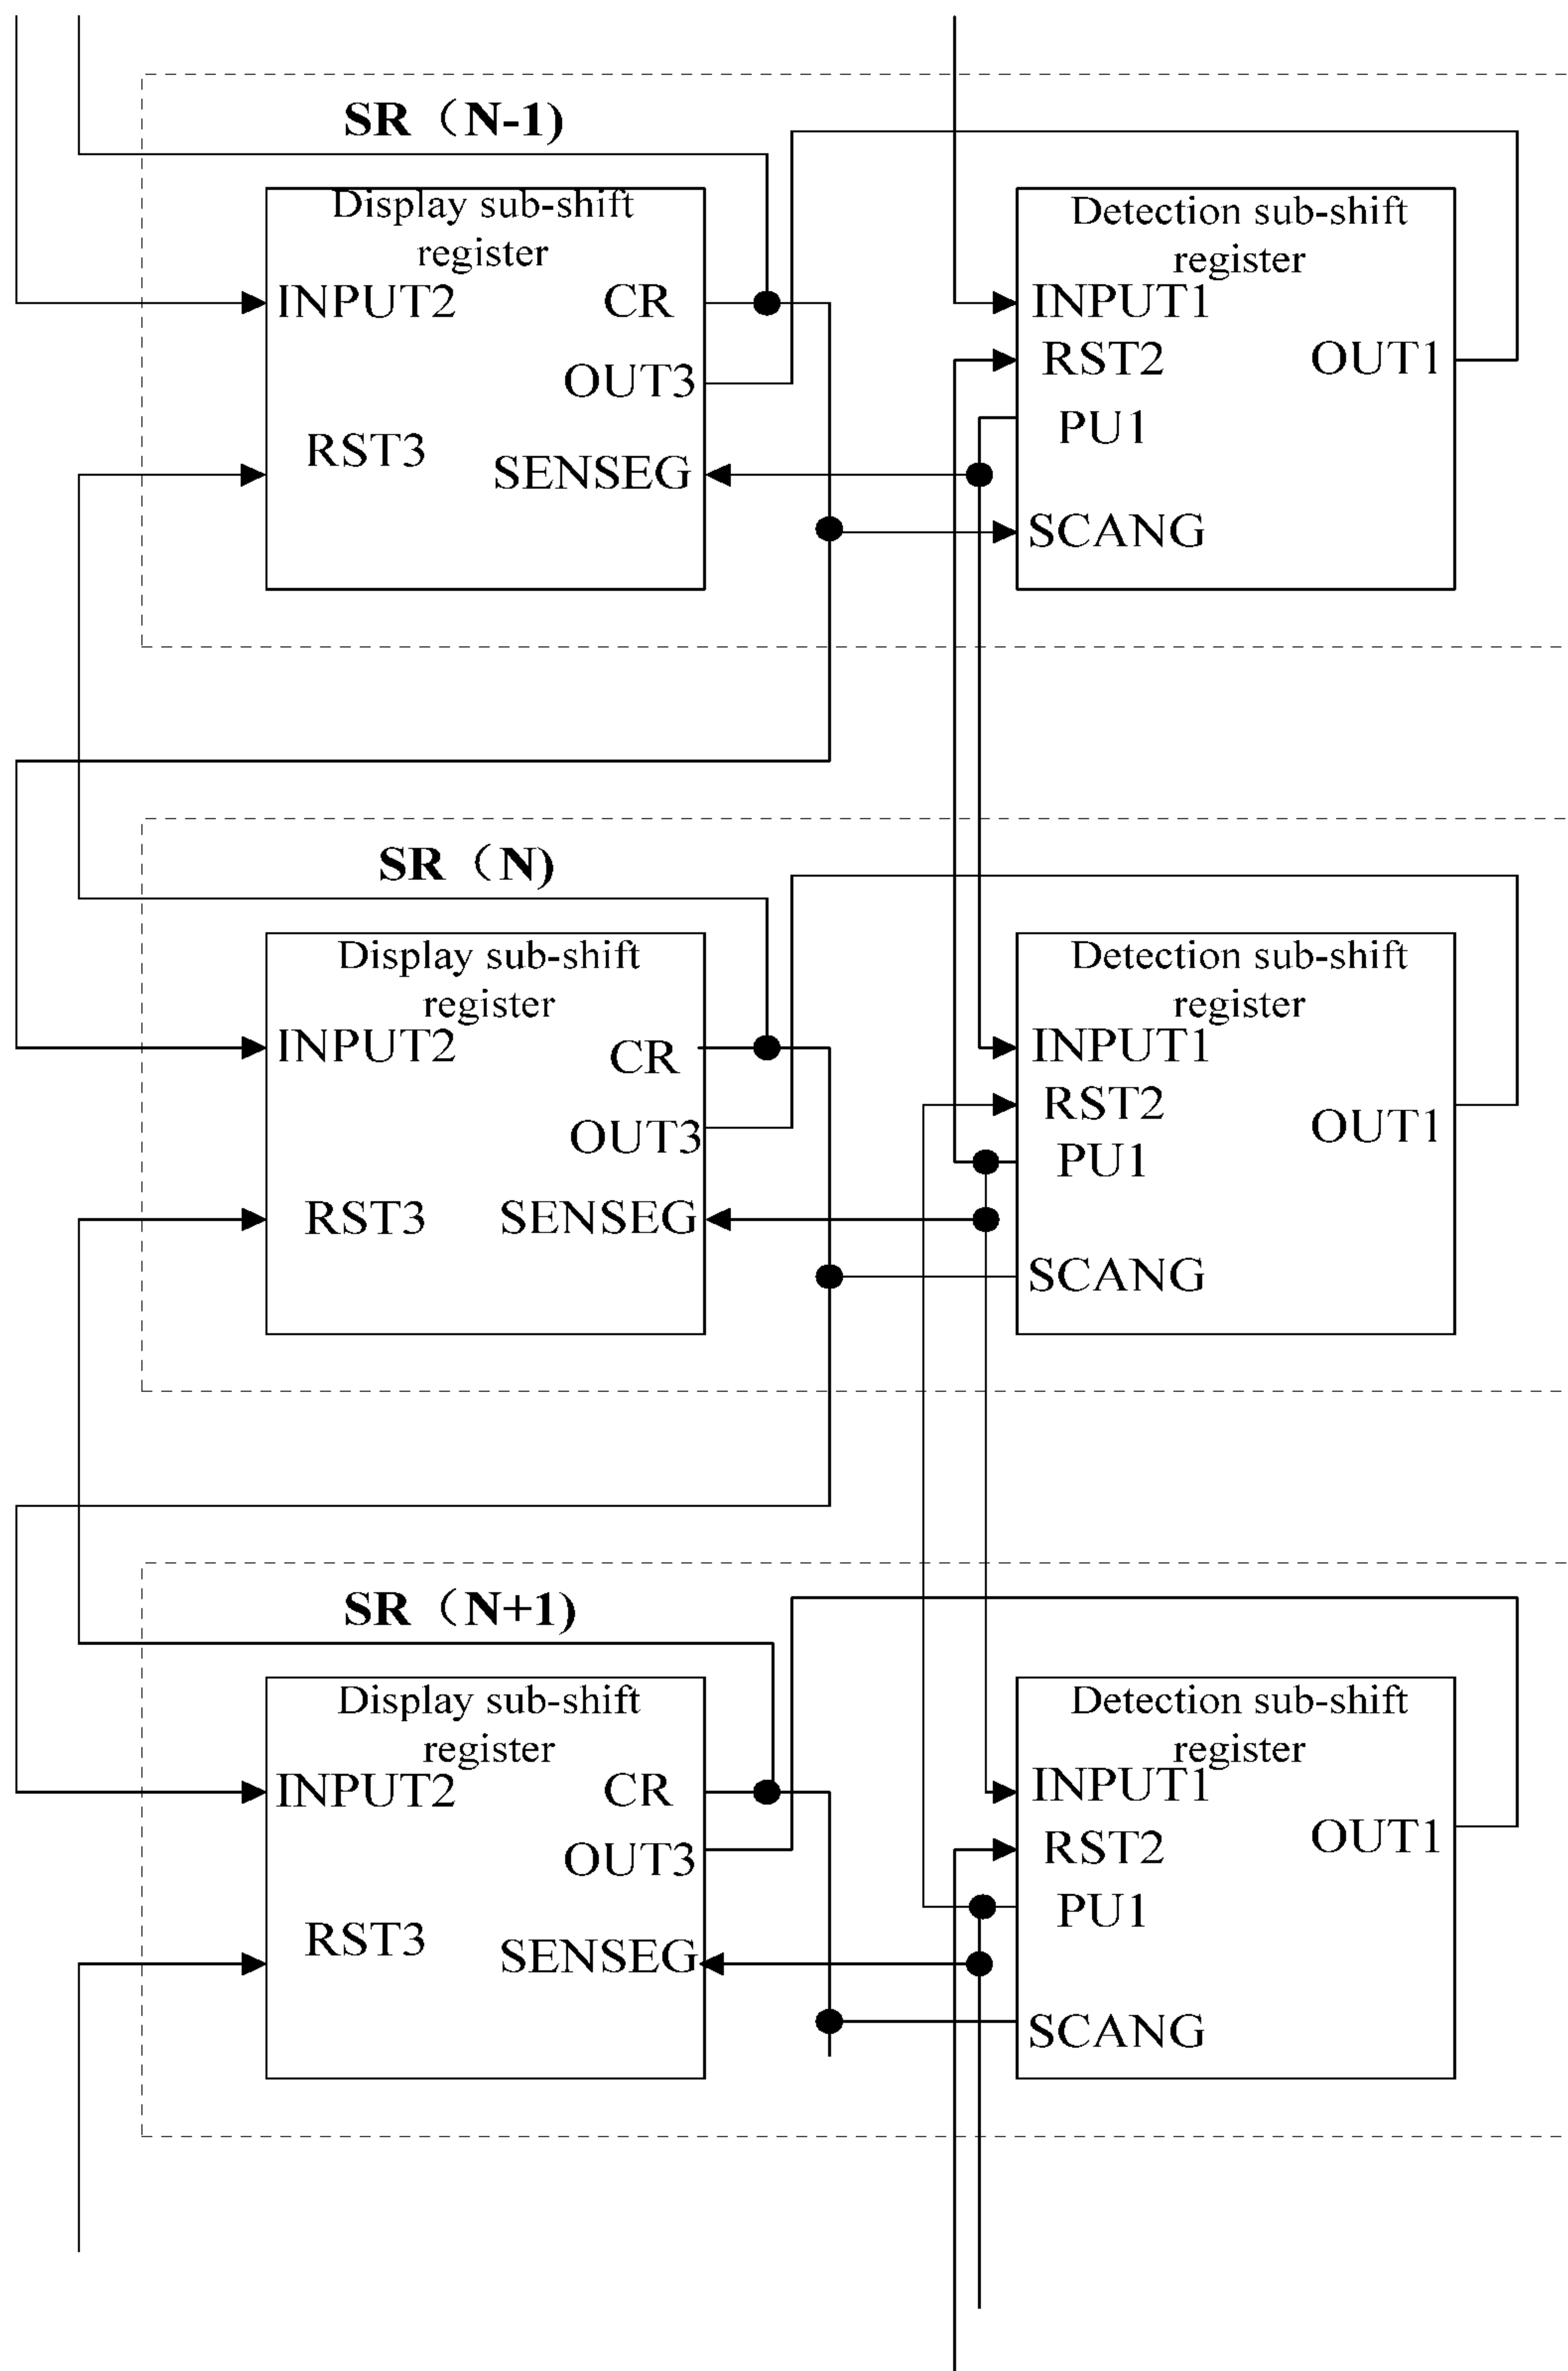 SR（N-1)
Display sub-shift
register
INPUT2
CR
OUT3
RST3
SENSEG
Detection sub-shift
register
INPUT1
RST2
OUT1
PU1
SCANG
SR（N)
Display sub-shift
register
INPUT2
CR
OUT3
RST3
SENSEG
Detection sub-shift
register
INPUT1
RST2
OUT1
PU1
SCANG
SR（N+1)
Display sub-shift
register
INPUT2
CR
OUT3
RST3
SENSEG
Detection sub-shift
register
INPUT1
RST2
OUT1
PU1
SCANG